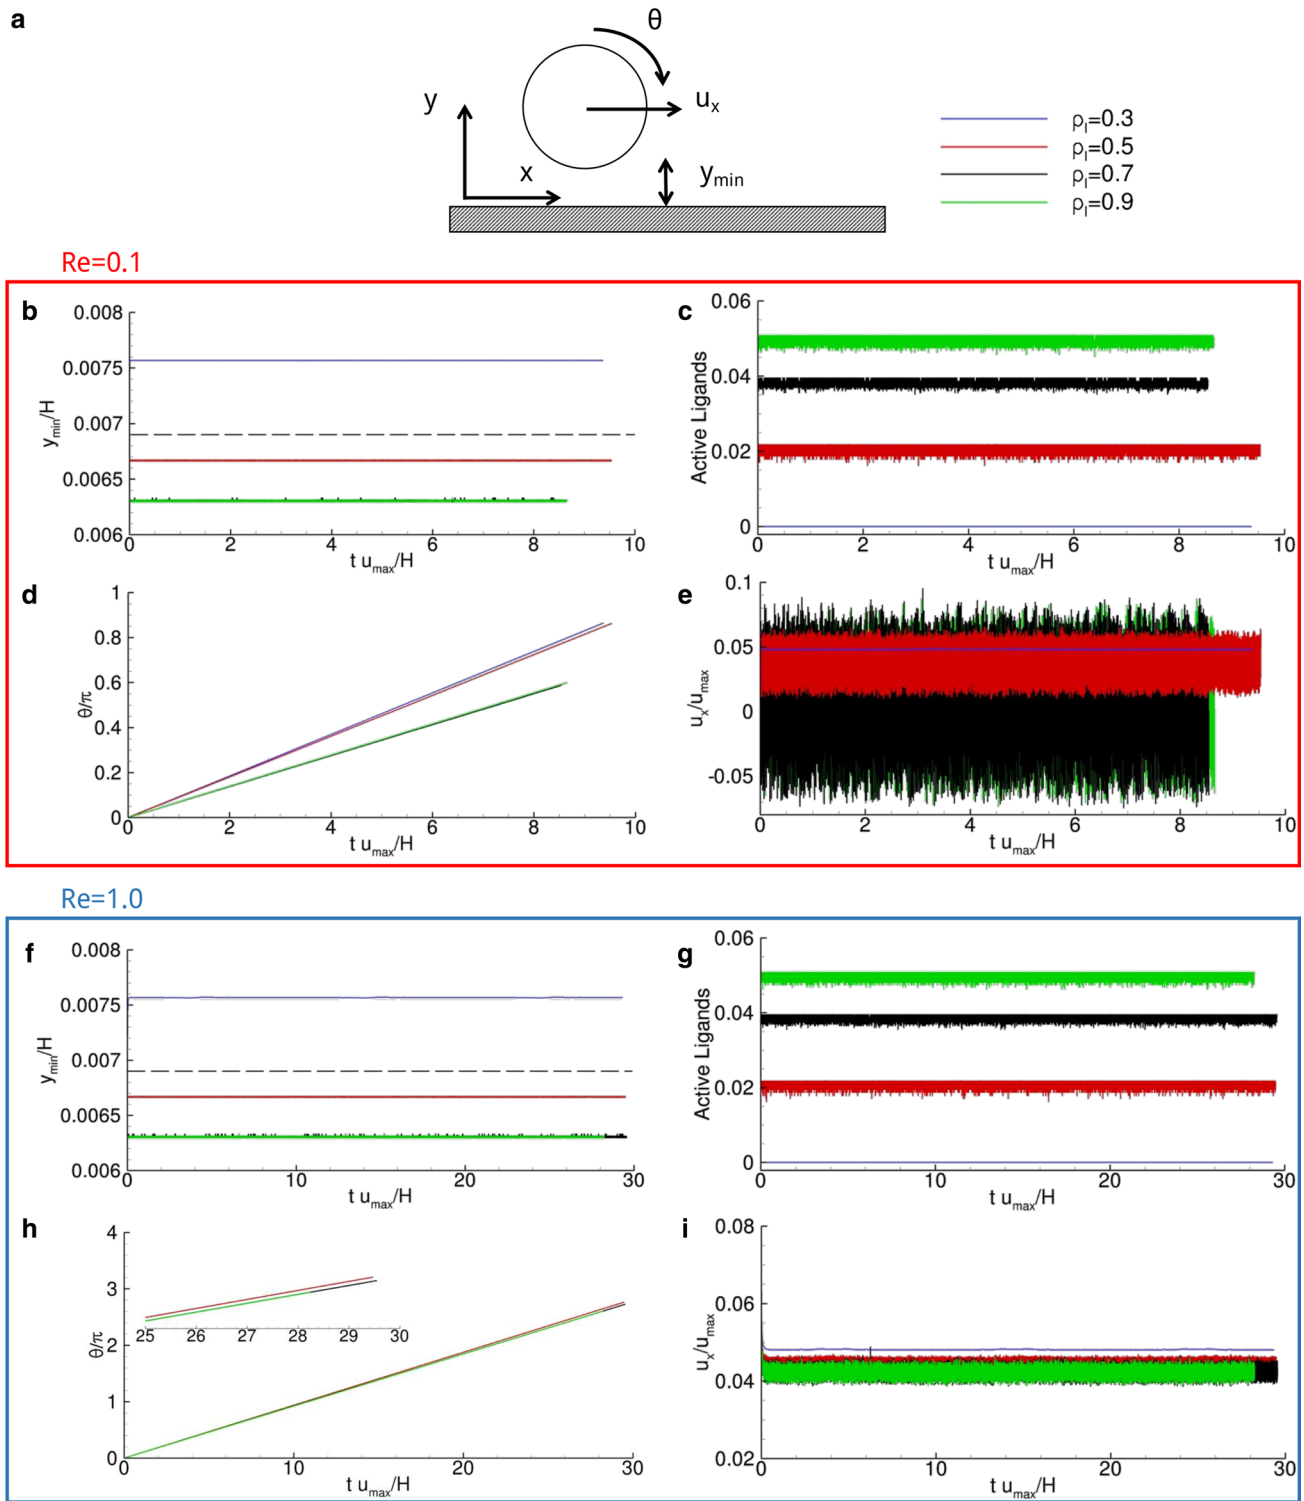 a
θ
y
uₓ
x
y_min
ρ_l=0.3
ρ_l=0.5
ρ_l=0.7
ρ_l=0.9
Re=0.1
b
0.008
0.0075
0.007
0.0065
0.006
y_min/H
0 2 4 6 8 10
t u_max/H
c
0.06
0.04
0.02
0
Active Ligands
0 2 4 6 8 10
t u_max/H
d
1
0.8
0.6
0.4
0.2
0
θ/π
0 2 4 6 8 10
t u_max/H
e
0.1
0.05
0
-0.05
uₓ/u_max
0 2 4 6 8 10
t u_max/H
Re=1.0
f
0.008
0.0075
0.007
0.0065
0.006
y_min/H
0 10 20 30
t u_max/H
g
0.06
0.04
0.02
0
Active Ligands
0 10 20 30
t u_max/H
h
4
3
2
1
0
θ/π
25 26 27 28 29 30
0 10 20 30
t u_max/H
i
0.08
0.06
0.04
0.02
uₓ/u_max
0 10 20 30
t u_max/H